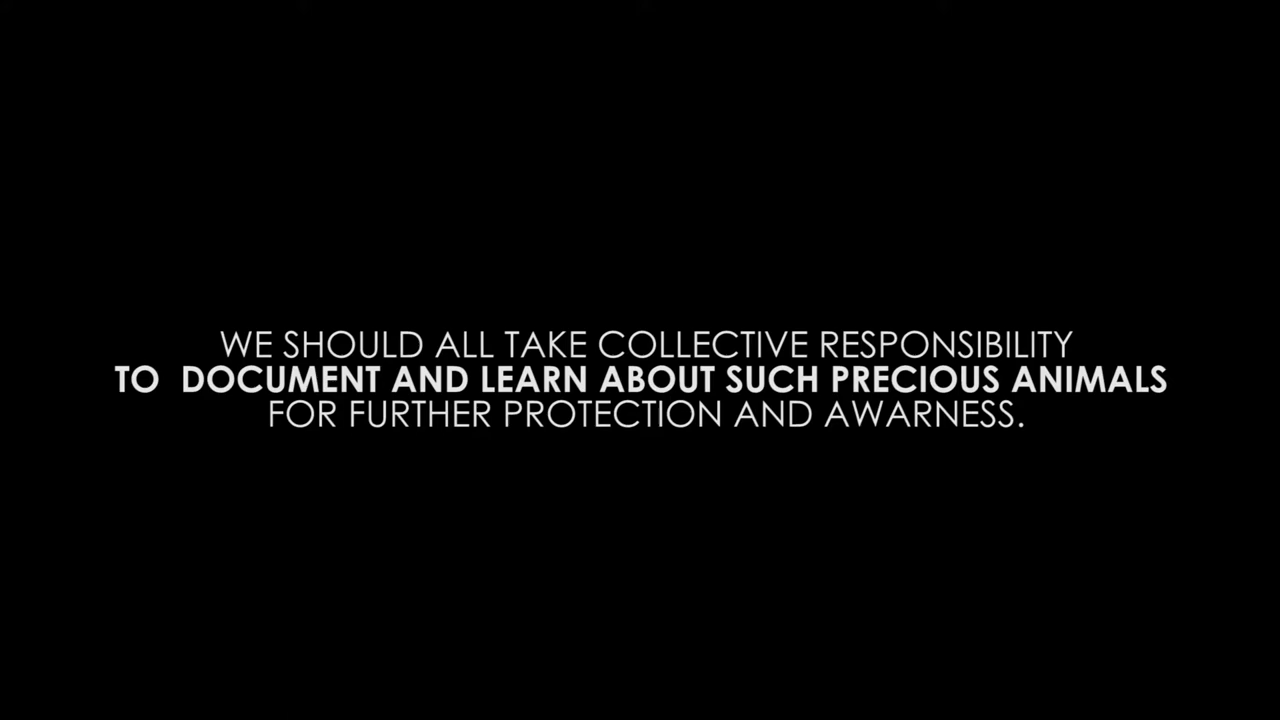 WE SHOULD ALL TAKE COLLECTIVE RESPONSIBILITY
TO DOCUMENT AND LEARN ABOUT SUCH PRECIOUS ANIMALS
FOR FURTHER PROTECTION AND AWARNESS.